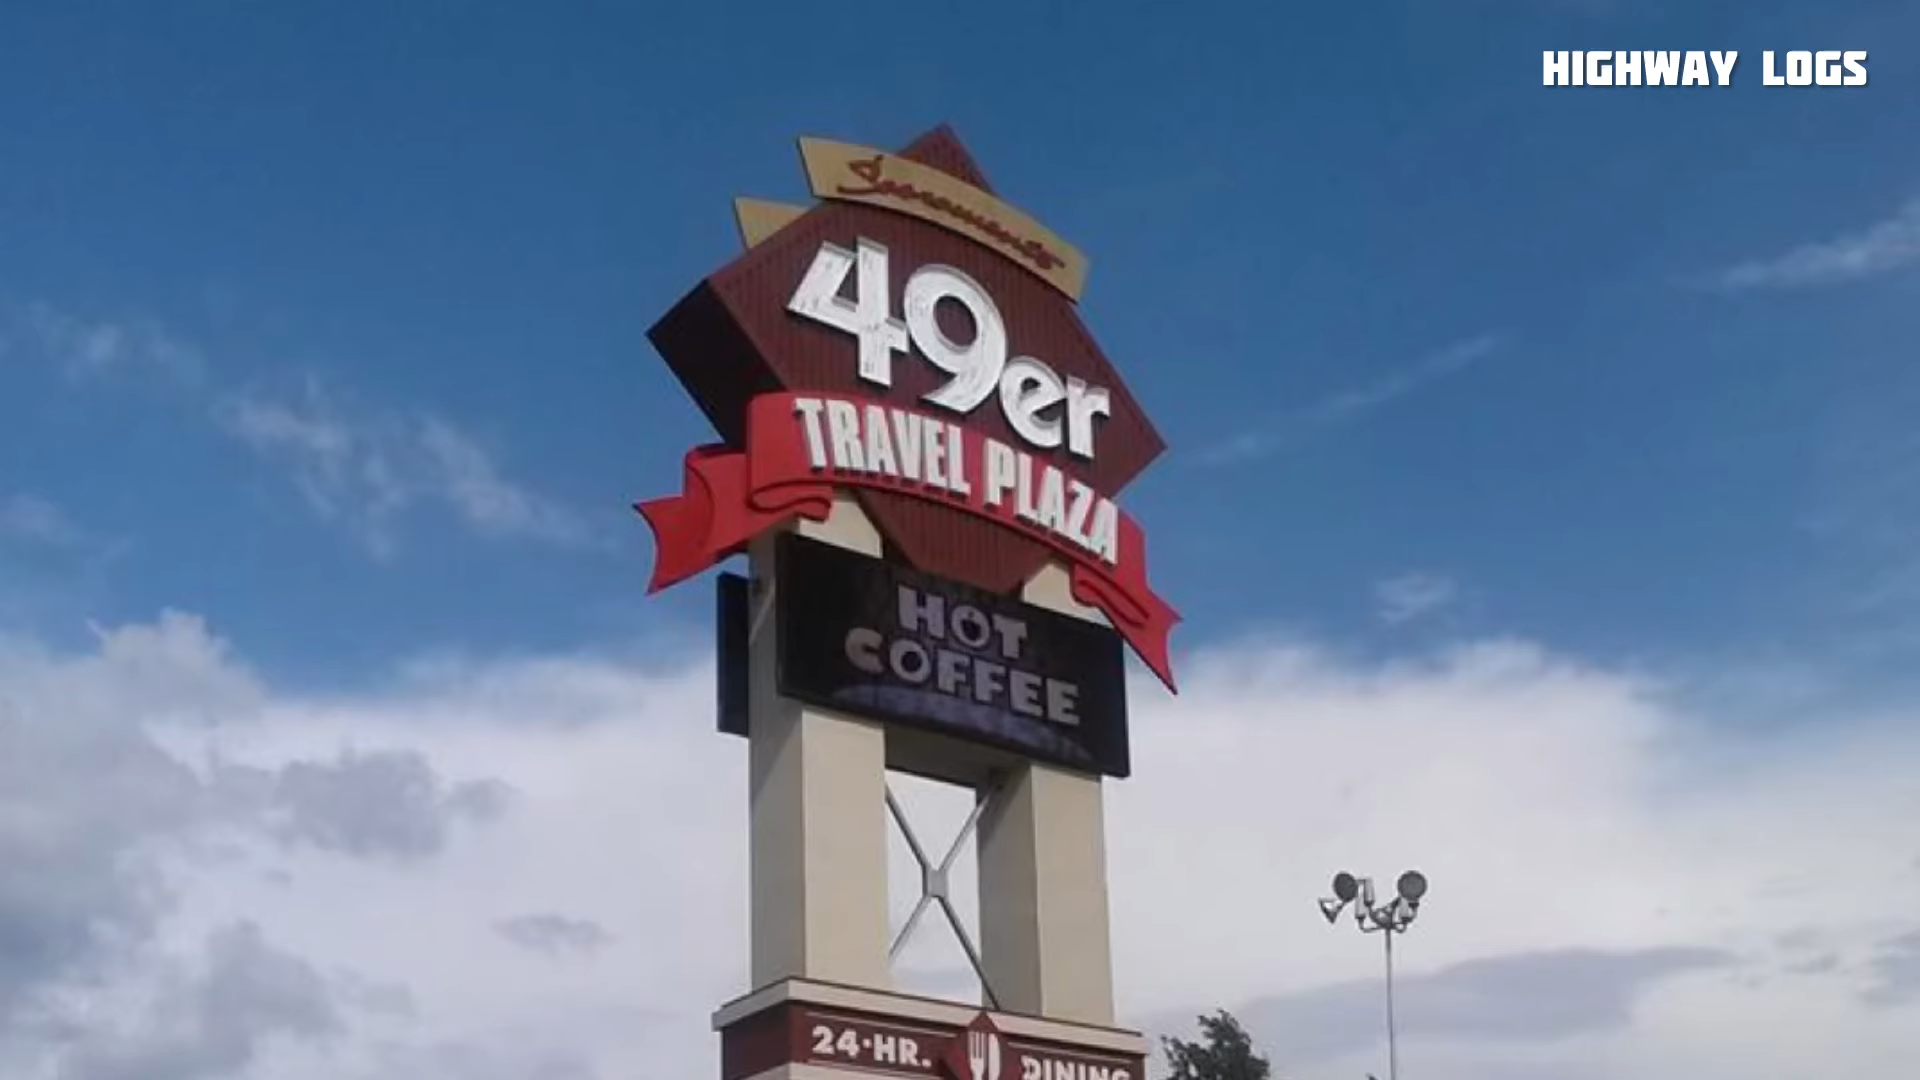 HIGHWAY LOGS
Sacramento
49er
TRAVEL PLAZA
HOT
COFFEE
24·HR. DINING